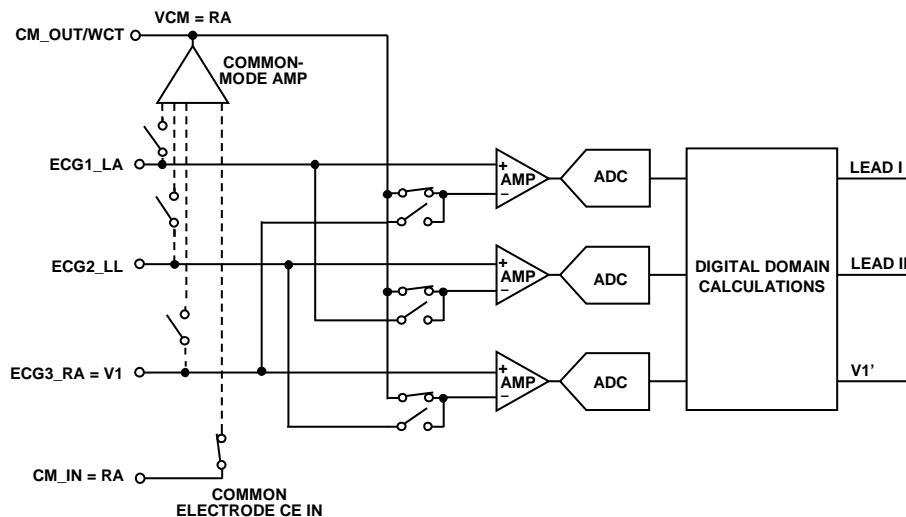 VCM = RA
CM_OUT/WCT
COMMON-
MODE AMP
ECG1_LA
+
AMP
–
ADC
LEAD I
ECG2_LL
+
AMP
–
ADC
DIGITAL DOMAIN
CALCULATIONS
LEAD II
ECG3_RA = V1
+
AMP
–
ADC
V1’
CM_IN = RA
COMMON
ELECTRODE CE IN